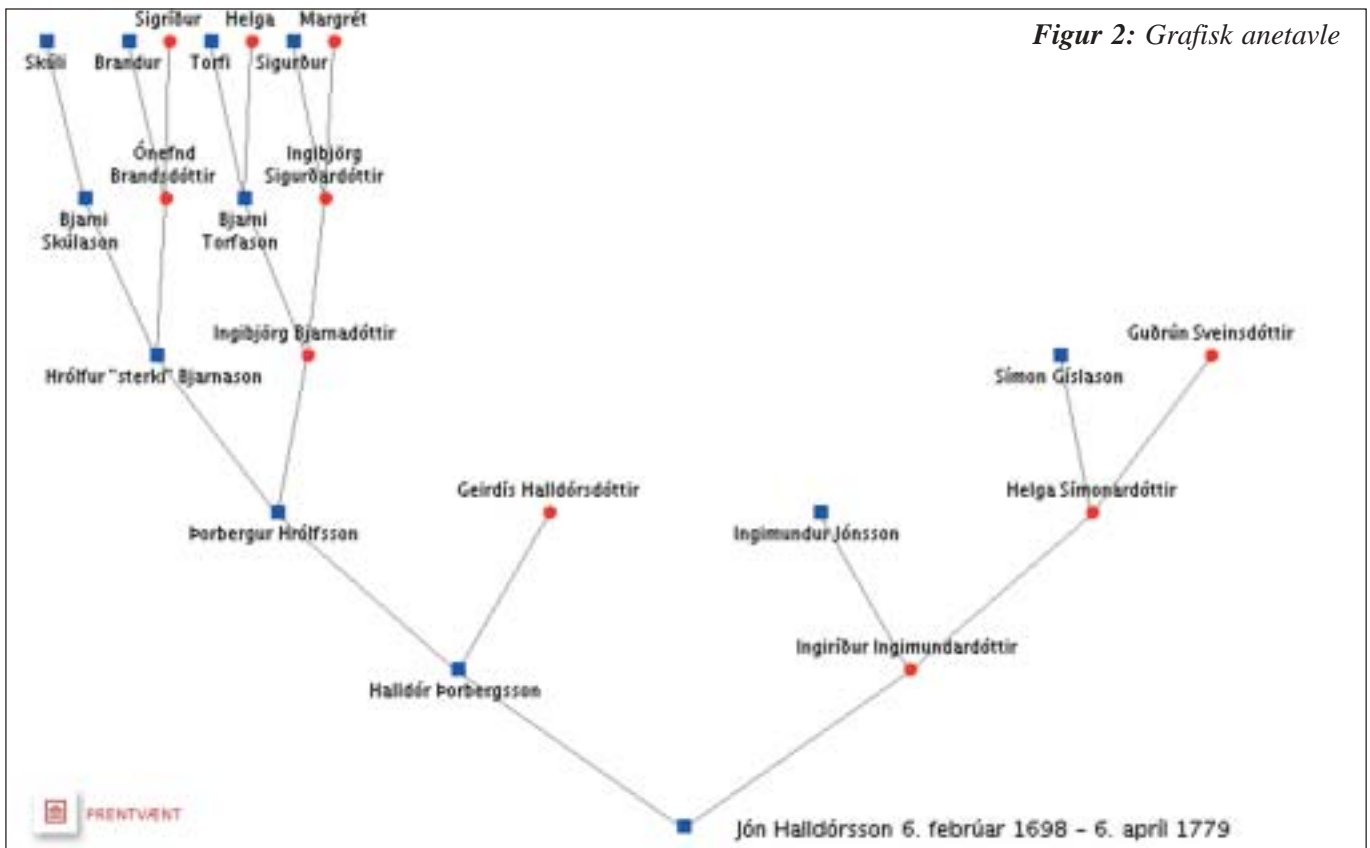 Figur 2: Grafisk anetavle
Sigríður Helga Margrét
Skúli Brandur Torfi Sigurður
Ónefnd
Brandsdóttir
Ingibjörg
Sigurðardóttir
Bjarni
Skúlason
Bjarni
Torfason
Ingibjörg Bjarnadóttir
Guðrún Sveinsdóttir
Hrólfur "sterki" Bjarnason
Símon Gíslason
Geirdís Halldórsdóttir
Helga Símonardóttir
Þorbergur Hrólfsson
Ingimundur Jónsson
Ingiríður Ingimundardóttir
Halldór Þorbergsson
PRENTVÆNT
Jón Halldórsson 6. febrúar 1698 - 6. apríl 1779